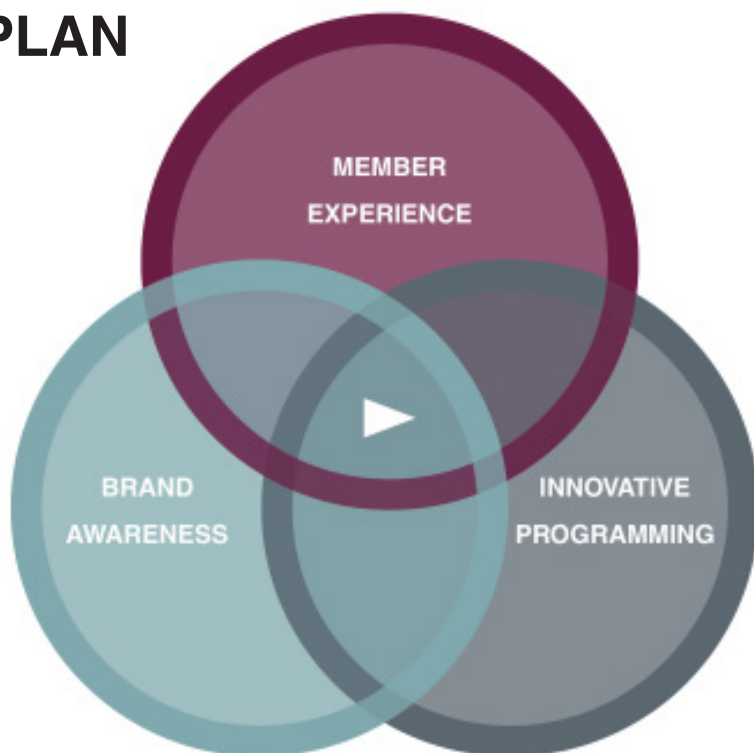 PLAN
MEMBER
EXPERIENCE
BRAND
AWARENESS
INNOVATIVE
PROGRAMMING